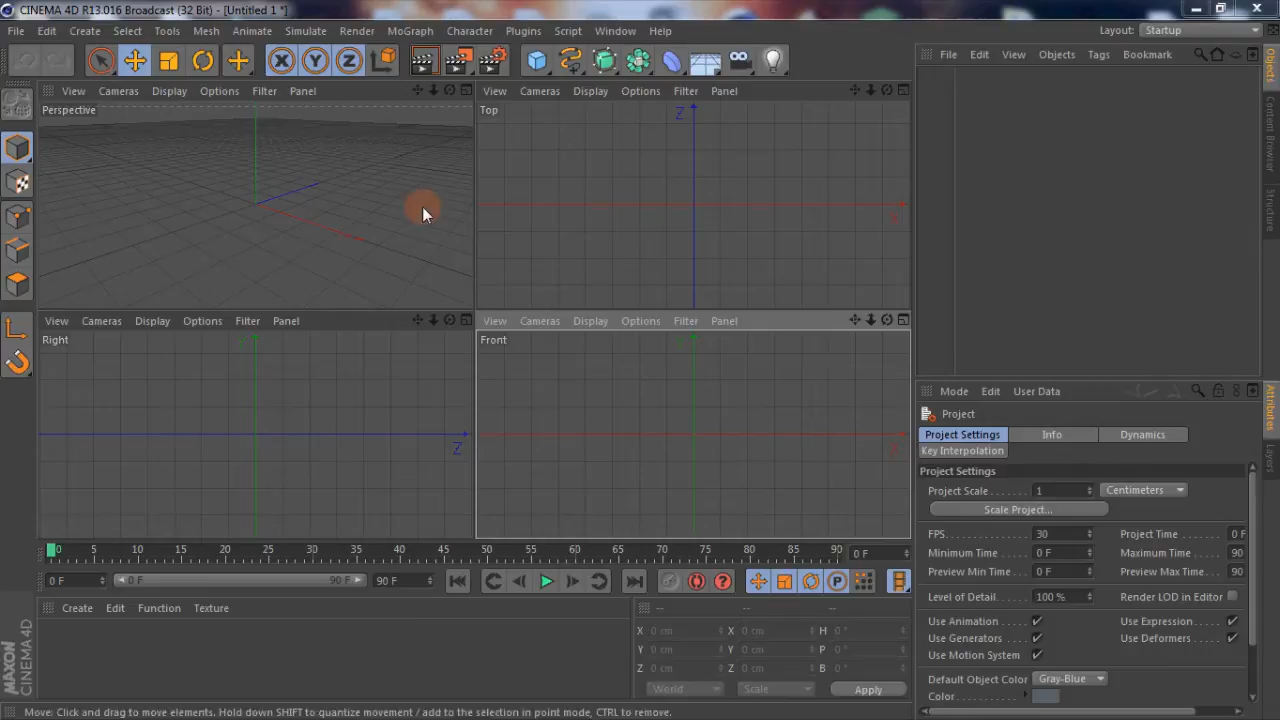 CINEMA 4D R13.016 Broadcast (32 Bit) - [Untitled 1 *]
File Edit Create Select Tools Mesh Animate Simulate Render MoGraph Character Plugins Script Window Help
Layout: Startup
X Y Z
File Edit View Objects Tags Bookmark
View Cameras Display Options Filter Panel
View Cameras Display Options Filter Panel
Perspective
Top
Z
View Cameras Display Options Filter Panel
View Cameras Display Options Filter Panel
Right
Front
Z
Objects
Content Browser
Structure
Attributes
Layers
Mode Edit User Data
Project
Project Settings Info Dynamics
Key Interpolation
Project Settings
Project Scale 1 Centimeters
Scale Project...
FPS 30 Project Time 0 F
Minimum Time 0 F Maximum Time 90
Preview Min Time 0 F Preview Max Time 90
Level of Detail 100 % Render LOD in Editor
Use Animation Use Expression
Use Generators Use Deformers
Use Motion System
Default Object Color Gray-Blue
Color
0 5 10 15 20 25 30 35 40 45 50 55 60 65 70 75 80 85 90 0 F
0 F 0 F 90 F 90 F
P
Create Edit Function Texture
-- -- --
X 0 cm X 0 cm H 0 °
Y 0 cm Y 0 cm P 0 °
Z 0 cm Z 0 cm B 0 °
World Scale Apply
MAXON
CINEMA 4D
Move: Click and drag to move elements. Hold down SHIFT to quantize movement / add to the selection in point mode, CTRL to remove.